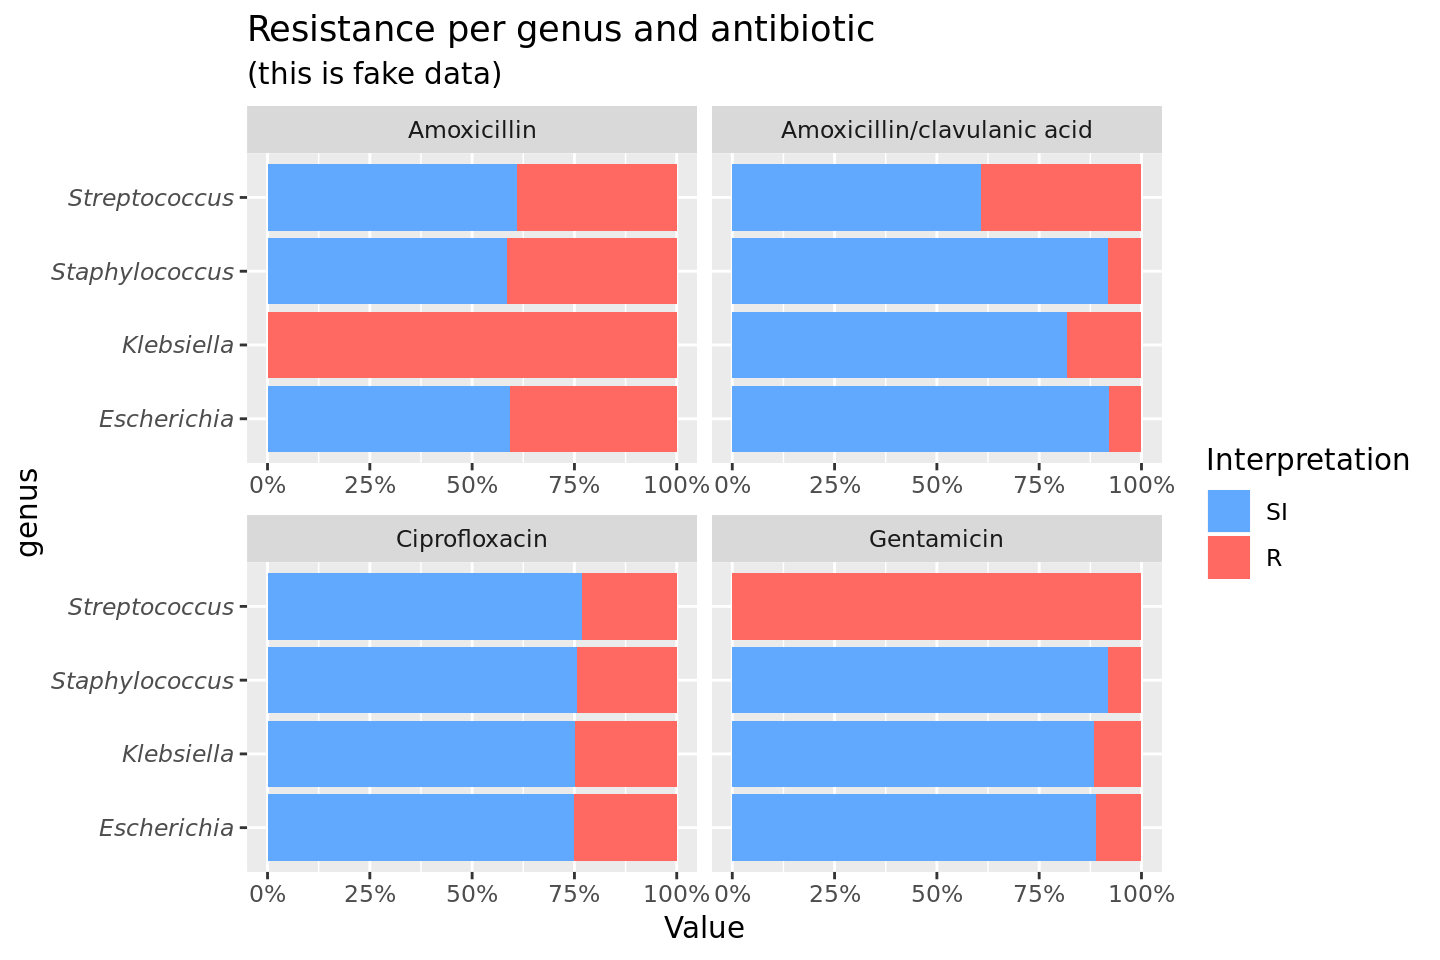 Resistance per genus and antibiotic
(this is fake data)
Amoxicillin
Amoxicillin/clavulanic acid
Streptococcus
Staphylococcus
Klebsiella
Escherichia
0% 25% 50% 75% 100%
0% 25% 50% 75% 100%
Ciprofloxacin
Gentamicin
Streptococcus
Staphylococcus
Klebsiella
Escherichia
0% 25% 50% 75% 100%
0% 25% 50% 75% 100%
genus
Value
Interpretation
SI
R